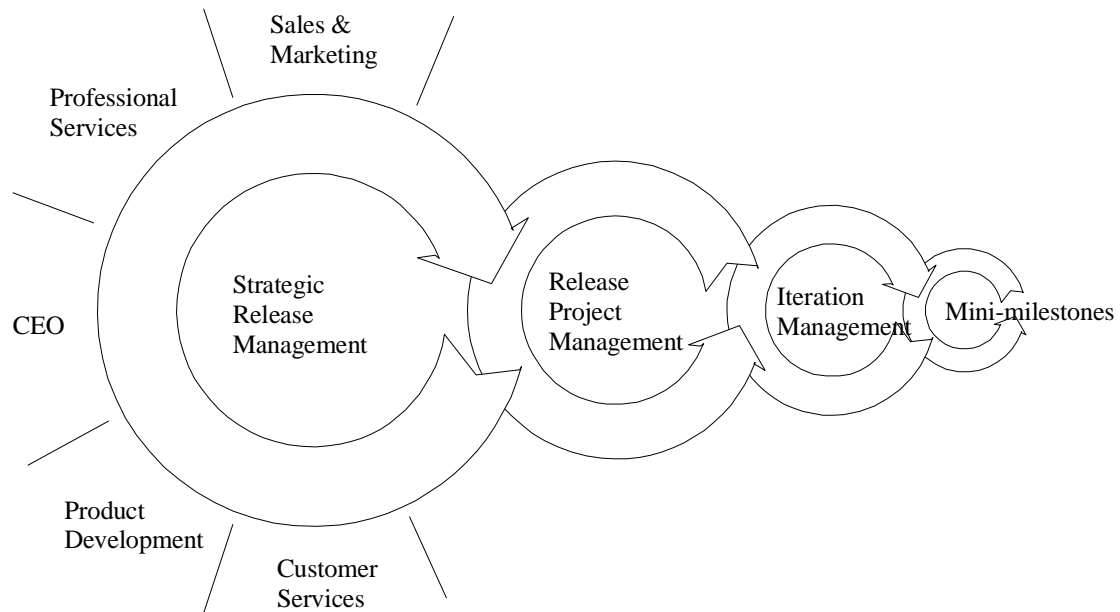 Sales &
Marketing
Professional
Services
CEO
Product
Development
Customer
Services
Strategic
Release
Management
Release
Project
Management
Iteration
Management
Mini-milestones